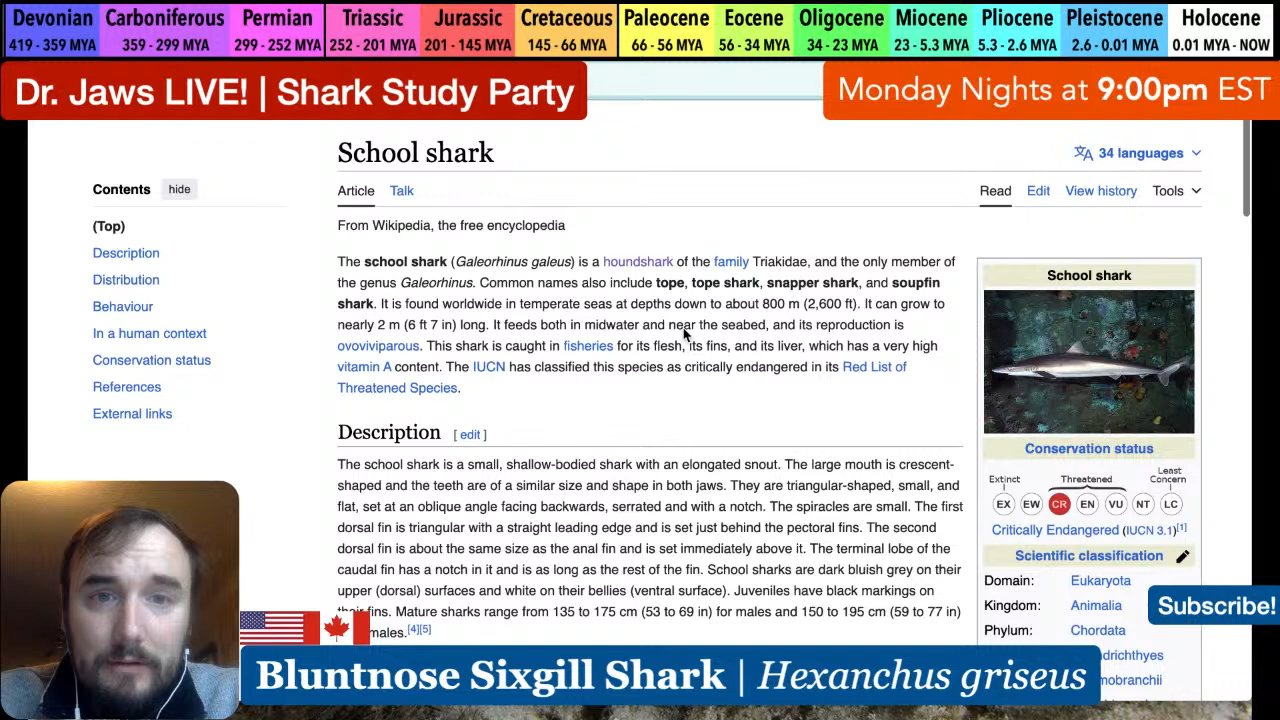 Devonian Carboniferous Permian Triassic Jurassic Cretaceous Paleocene Eocene Oligocene Miocene Pliocene Pleistocene Holocene
419 - 359 MYA 359 - 299 MYA 299 - 252 MYA 252 - 201 MYA 201 - 145 MYA 145 - 66 MYA 66 - 56 MYA 56 - 34 MYA 34 - 23 MYA 23 - 5.3 MYA 5.3 - 2.6 MYA 2.6 - 0.01 MYA 0.01 MYA - NOW
Dr. Jaws LIVE! | Shark Study Party
Monday Nights at 9:00pm EST
School shark
34 languages
Contents hide
Article Talk
Read Edit View history Tools
(Top)
Description
Distribution
Behaviour
In a human context
Conservation status
References
External links
From Wikipedia, the free encyclopedia
The school shark (Galeorhinus galeus) is a houndshark of the family Triakidae, and the only member of
the genus Galeorhinus. Common names also include tope, tope shark, snapper shark, and soupfin
shark. It is found worldwide in temperate seas at depths down to about 800 m (2,600 ft). It can grow to
nearly 2 m (6 ft 7 in) long. It feeds both in midwater and near the seabed, and its reproduction is
ovoviviparous. This shark is caught in fisheries for its flesh, its fins, and its liver, which has a very high
vitamin A content. The IUCN has classified this species as critically endangered in its Red List of
Threatened Species.
Description [ edit ]
The school shark is a small, shallow-bodied shark with an elongated snout. The large mouth is crescent-
shaped and the teeth are of a similar size and shape in both jaws. They are triangular-shaped, small, and
flat, set at an oblique angle facing backwards, serrated and with a notch. The spiracles are small. The first
dorsal fin is triangular with a straight leading edge and is set just behind the pectoral fins. The second
dorsal fin is about the same size as the anal fin and is set immediately above it. The terminal lobe of the
caudal fin has a notch in it and is as long as the rest of the fin. School sharks are dark bluish grey on their
upper (dorsal) surfaces and white on their bellies (ventral surface). Juveniles have black markings on
their fins. Mature sharks range from 135 to 175 cm (53 to 69 in) for males and 150 to 195 cm (59 to 77 in)
males.[4][5]
School shark
Conservation status
Extinct Threatened Least Concern
EX EW CR EN VU NT LC
Critically Endangered (IUCN 3.1)[1]
Scientific classification
Domain: Eukaryota
Kingdom: Animalia
Phylum: Chordata
ndrichthyes
mobranchii
Subscribe!
Bluntnose Sixgill Shark | Hexanchus griseus